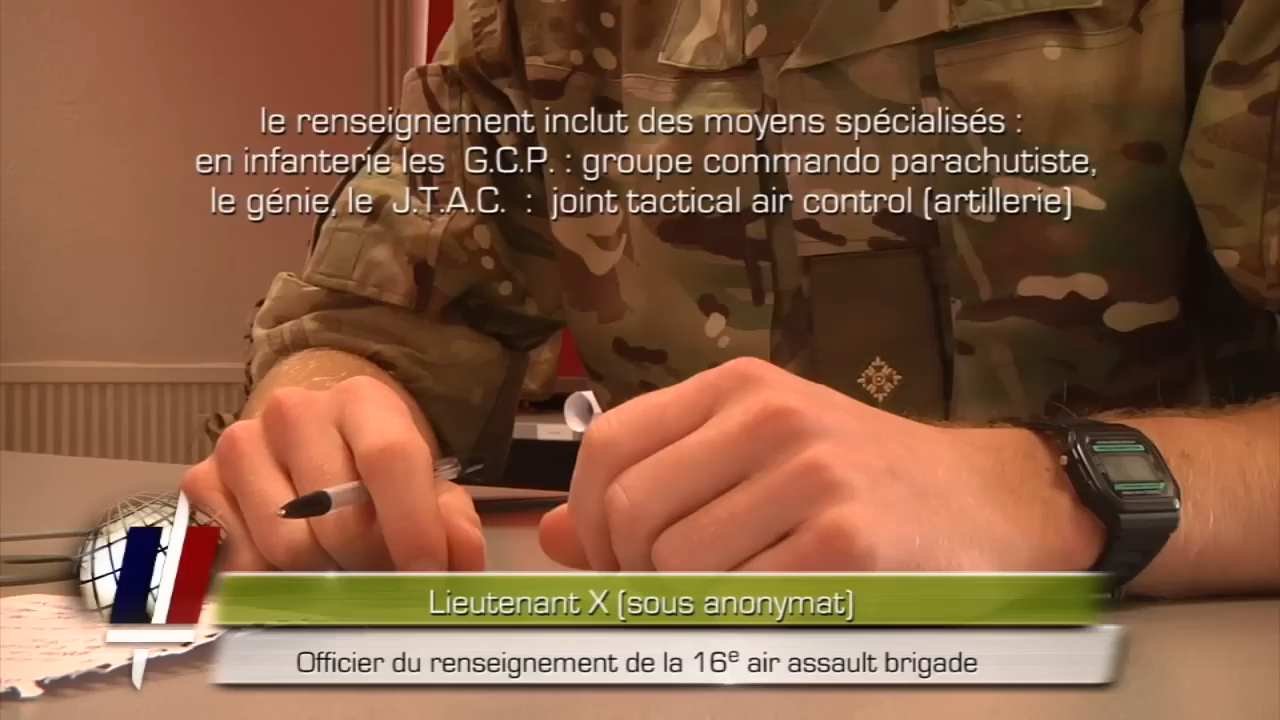 le renseignement inclut des moyens spécialisés :
en infanterie les G.C.P. : groupe commando parachutiste,
le génie, le J.T.A.C. : joint tactical air control (artillerie)
Lieutenant X (sous anonymat)
Officier du renseignement de la 16e air assault brigade